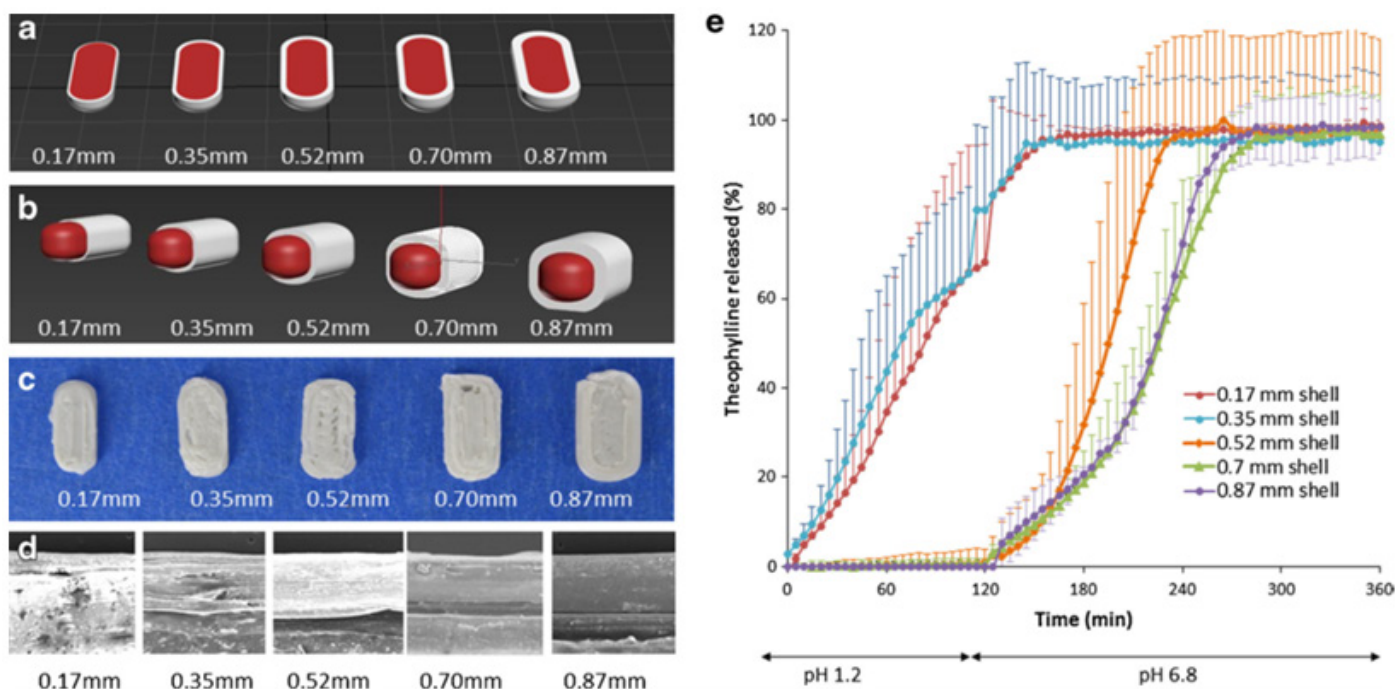 a
0.17mm 0.35mm 0.52mm 0.70mm 0.87mm
b
0.17mm 0.35mm 0.52mm 0.70mm 0.87mm
c
0.17mm 0.35mm 0.52mm 0.70mm 0.87mm
d
0.17mm 0.35mm 0.52mm 0.70mm 0.87mm
e
Theophylline released (%)
120
100
80
60
40
20
0
0.17 mm shell
0.35 mm shell
0.52 mm shell
0.7 mm shell
0.87 mm shell
0 60 120 180 240 300 360
Time (min)
pH 1.2 pH 6.8